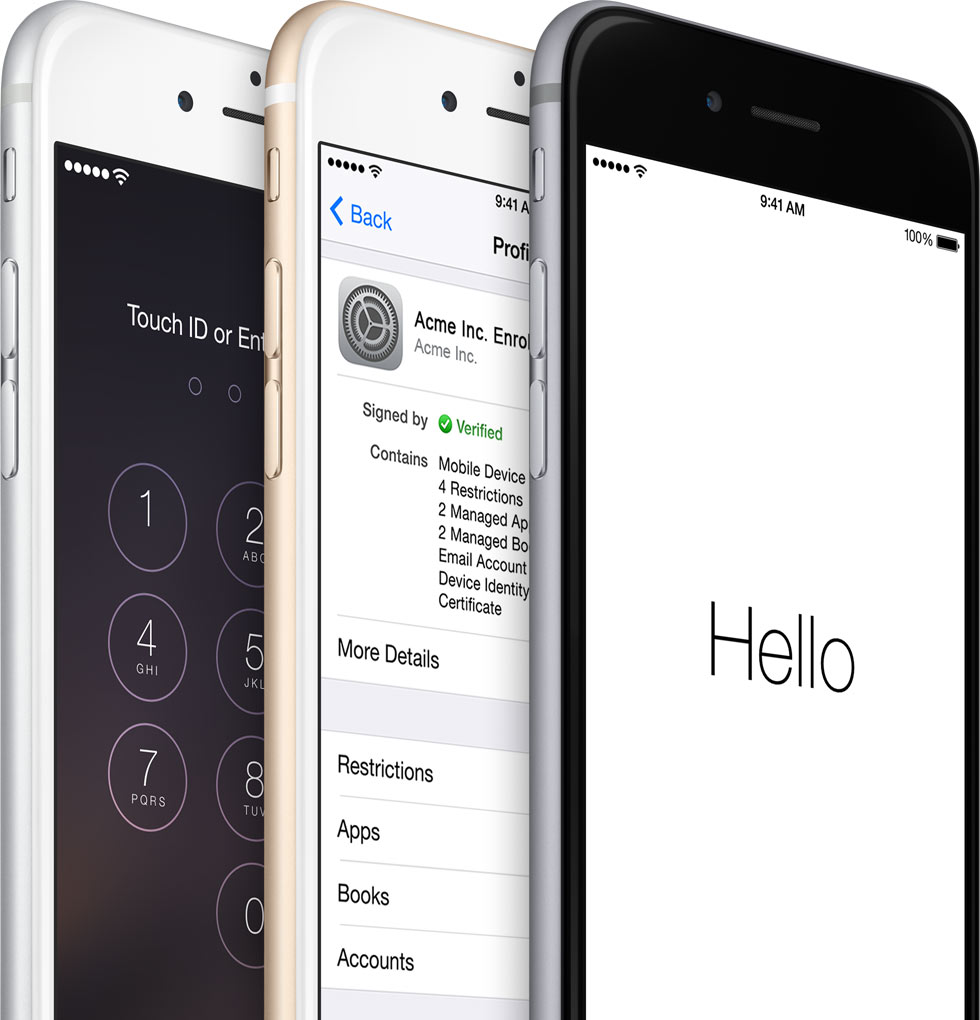 Touch ID or Ent
1
2
ABC
4
GHI
5
JKL
7
PQRS
8
TUV
0
9:41 A
Back
Profi
Acme Inc. Enrol
Acme Inc.
Signed by Verified
Contains Mobile Device
4 Restrictions
2 Managed Ap
2 Managed Bo
Email Account
Device Identity
Certificate
More Details
Restrictions
Apps
Books
Accounts
9:41 AM
100%
Hello